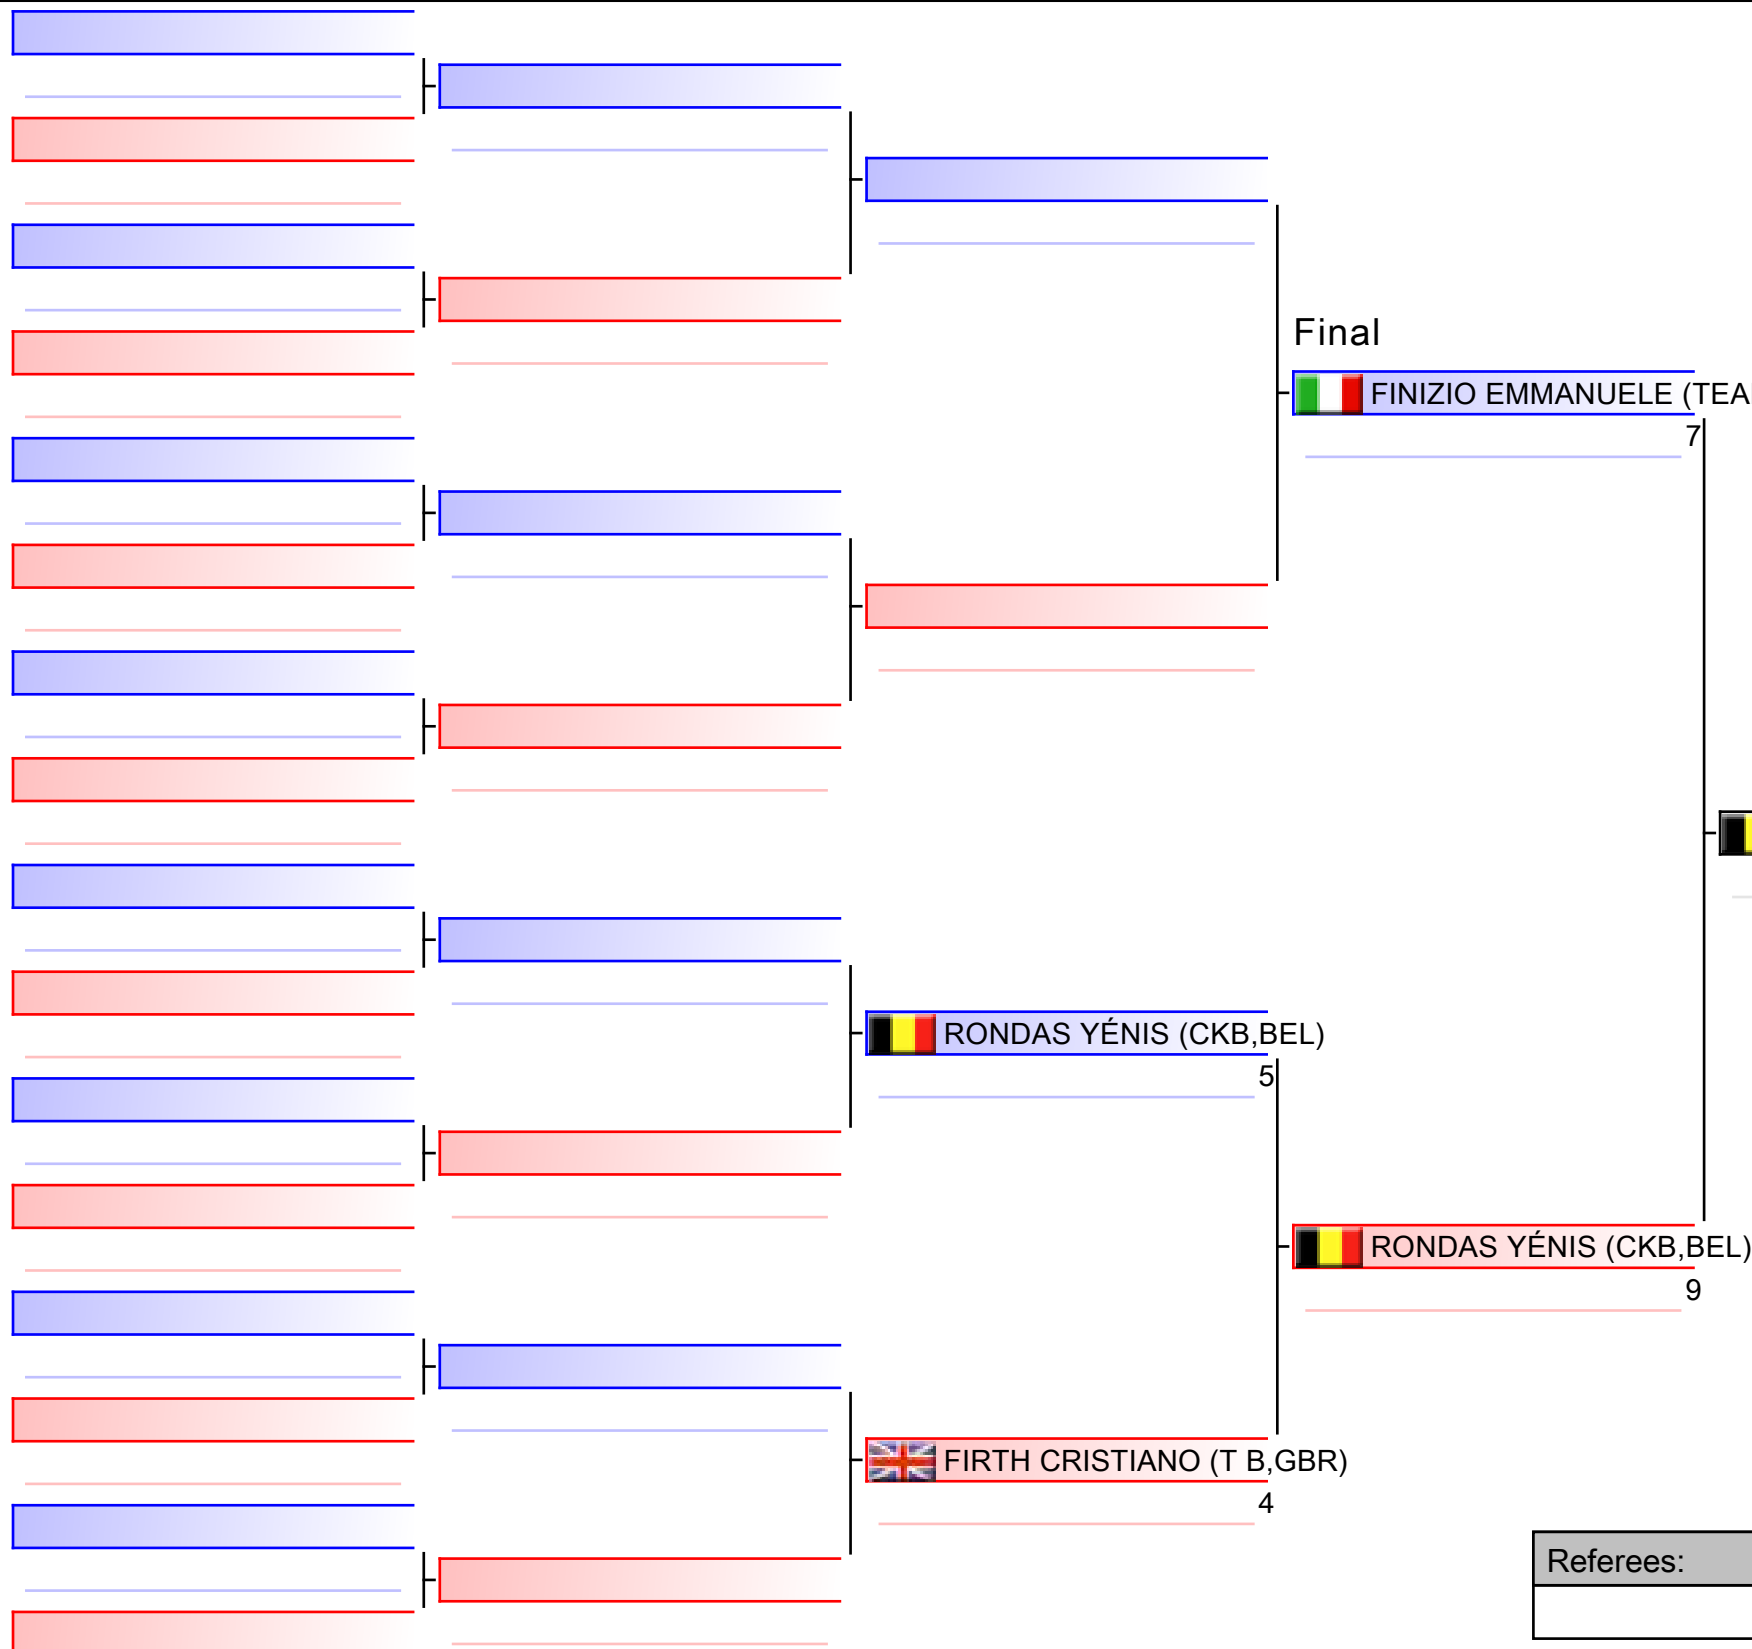 Final
FINIZIO EMMANUELE (TEA
7
RONDAS YÉNIS (CKB,BEL)
5
RONDAS YÉNIS (CKB,BEL)
9
FIRTH CRISTIANO (T B,GBR)
4
Referees: